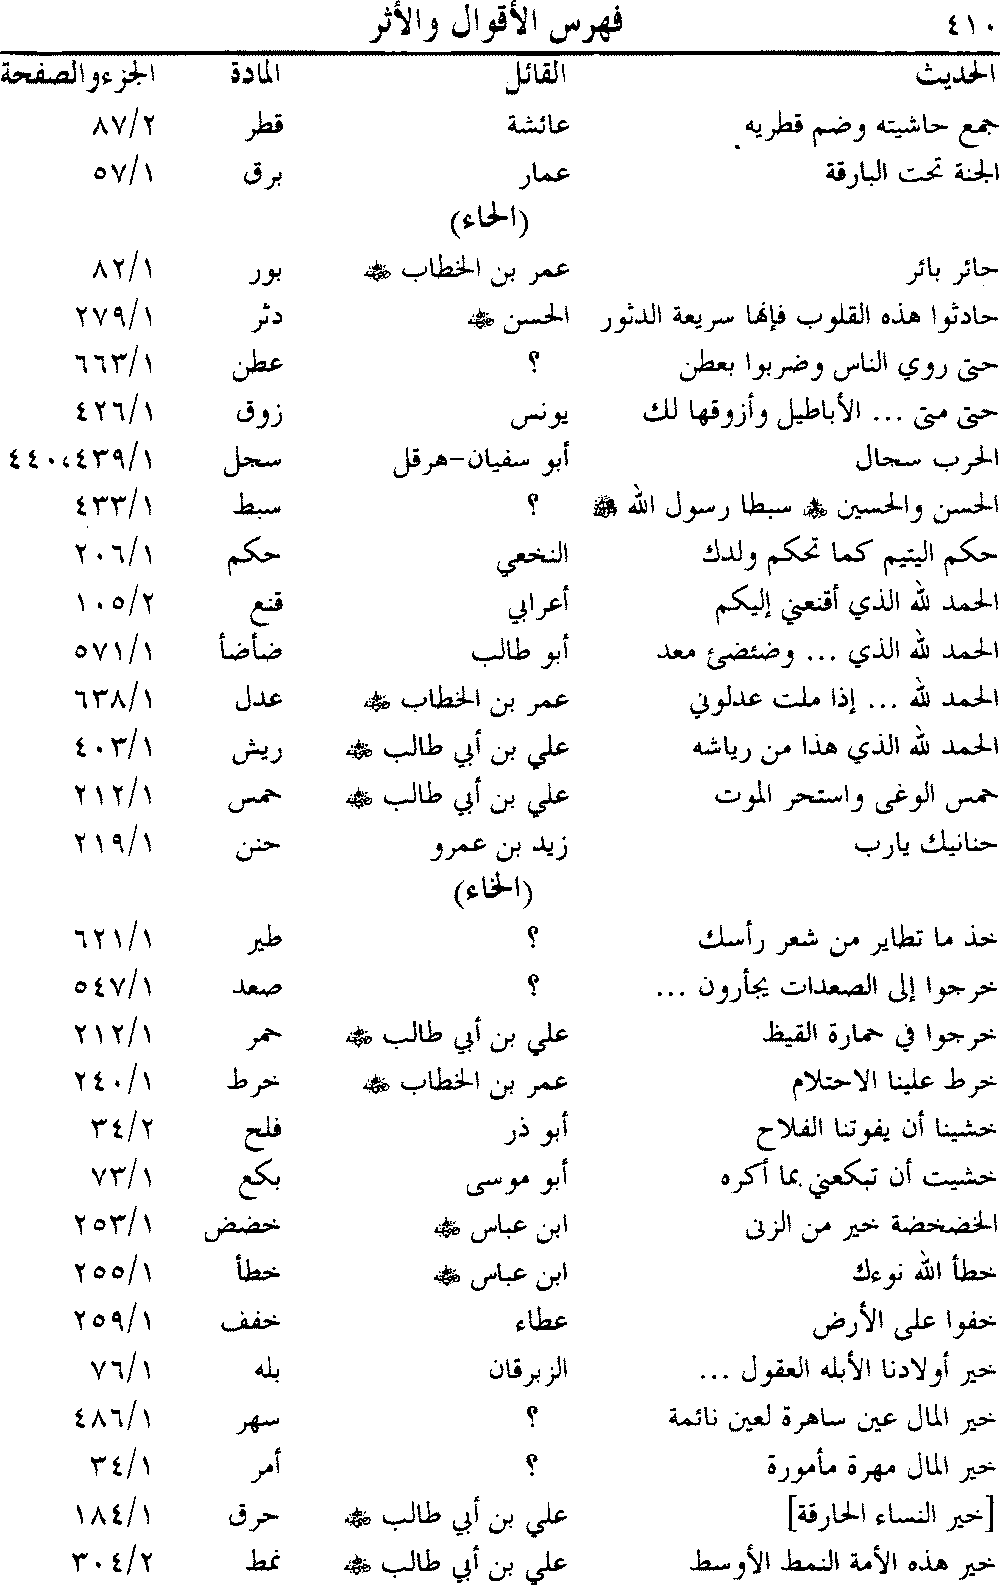 ٤١٠ فهرس الأقوال والأثر
الحديث القائل المادة الجزء والصفحة
جمع حاشيته وضم قطريه عائشة قطر ٨٧/٢
الجنة تحت البارقة عمار برق ٥٧/١
(الحاء)
حائر بائر عمر بن الخطاب ﷺ بور ٨٢/١
حادثوا هذه القلوب فإنها سريعة الدثور الحسن ﷺ دثر ٢٧٩/١
حتى روي الناس وضربوا بعطن ؟ عطن ٦٦٣/١
حتى متى ... الأباطيل وأزوقها لك يونس زوق ٤٢٦/١
الحرب سجال أبو سفيان-هرقل سجل ٤٤٠،٤٣٩/١
الحسن والحسين ﷺ سبطا رسول الله ﷺ ؟ سبط ٤٣٣/١
حكم اليتيم كما تحكم ولدك النخعي حكم ٢٠٦/١
الحمد لله الذي أقنعني إليكم أعرابي قنع ١٠٥/٢
الحمد لله الذي ... وضئضئ معد أبو طالب ضأضأ ٥٧١/١
الحمد لله ... إذا ملت عدلوني عمر بن الخطاب ﷺ عدل ٦٣٨/١
الحمد لله الذي هذا من رياشه علي بن أبي طالب ﷺ ريش ٤٠٣/١
حمس الوغى واستحر الموت علي بن أبي طالب ﷺ حمس ٢١٢/١
حنانيك يارب زيد بن عمرو حنن ٢١٩/١
(الخاء)
خذ ما تطاير من شعر رأسك ؟ طير ٦٢١/١
خرجوا إلى الصعدات يجأرون ... ؟ صعد ٥٤٧/١
خرجوا في حمارة القيظ علي بن أبي طالب ﷺ حمر ٢١٢/١
خرط علينا الاحتلام عمر بن الخطاب ﷺ خرط ٢٤٠/١
خشينا أن يفوتنا الفلاح أبو ذر فلح ٣٤/٢
خشيت أن تبكعني بما أكره أبو موسى بكع ٧٣/١
الخضخضة خير من الزنى ابن عباس ﷺ خضض ٢٥٣/١
خطأ الله نوءك ابن عباس ﷺ خطأ ٢٥٥/١
خفوا على الأرض عطاء خفف ٢٥٩/١
خير أولادنا الأبله العقول ... الزبرقان بله ٧٦/١
خير المال عين ساهرة لعين نائمة ؟ سهر ٤٨٦/١
خير المال مهرة مأمورة ؟ أمر ٣٤/١
[خير النساء الحارقة] علي بن أبي طالب ﷺ حرق ١٨٤/١
خير هذه الأمة النمط الأوسط علي بن أبي طالب ﷺ نمط ٣٠٤/٢